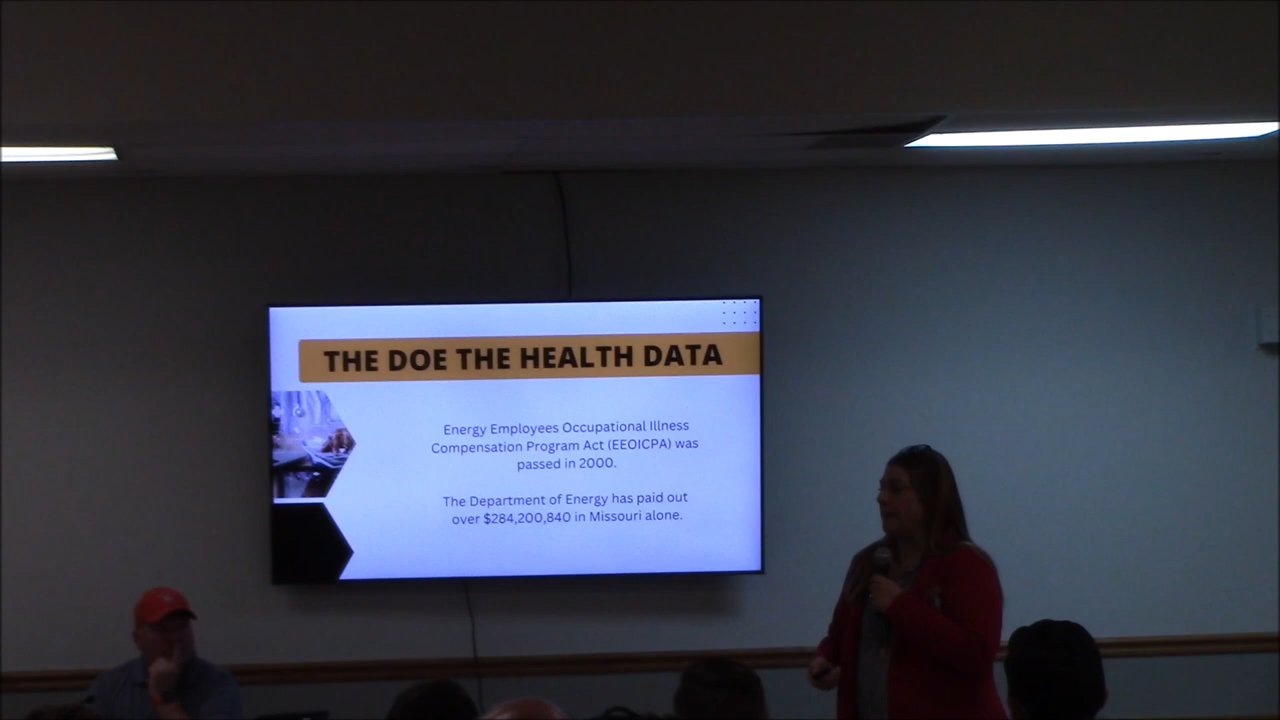 THE DOE THE HEALTH DATA
Energy Employees Occupational Illness
Compensation Program Act (EEOICPA) was
passed in 2000.
The Department of Energy has paid out
over $284,200,840 in Missouri alone.